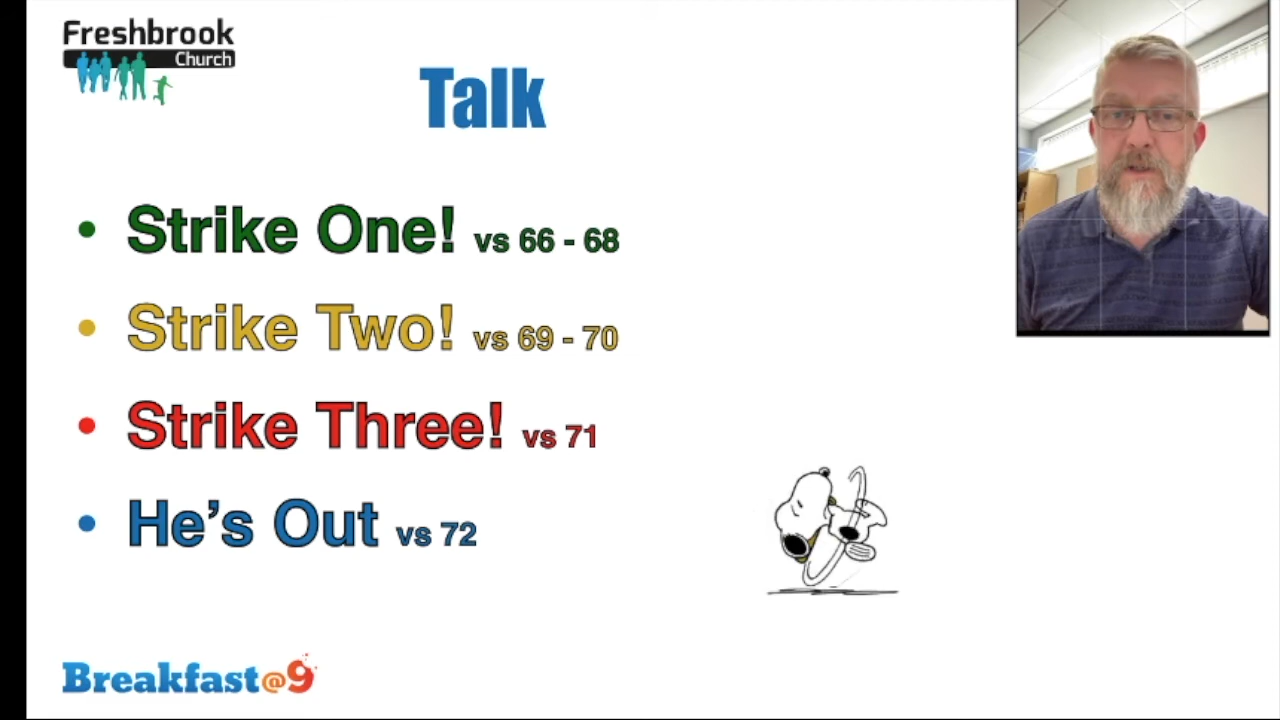 Freshbrook
Church
Talk
• Strike One! vs 66 - 68
• Strike Two! vs 69 - 70
• Strike Three! vs 71
• He's Out vs 72
Breakfast@9